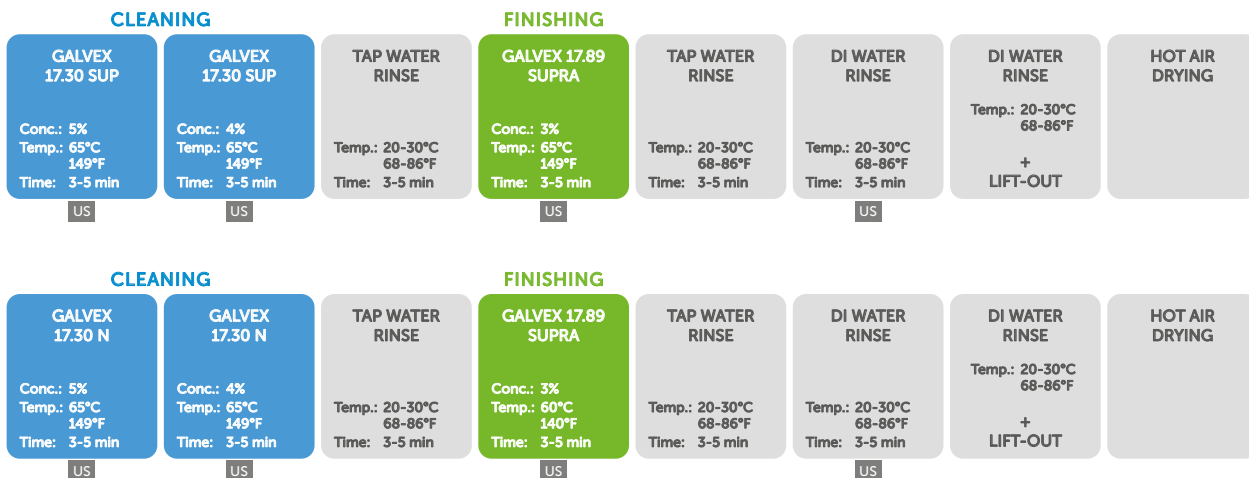 CLEANING
FINISHING
GALVEX
17.30 SUP
Conc.: 5%
Temp.: 65°C
149°F
Time: 3-5 min
US
GALVEX
17.30 SUP
Conc.: 4%
Temp.: 65°C
149°F
Time: 3-5 min
US
TAP WATER
RINSE
Temp.: 20-30°C
68-86°F
Time: 3-5 min
GALVEX 17.89
SUPRA
Conc.: 3%
Temp.: 65°C
149°F
Time: 3-5 min
US
TAP WATER
RINSE
Temp.: 20-30°C
68-86°F
Time: 3-5 min
DI WATER
RINSE
Temp.: 20-30°C
68-86°F
Time: 3-5 min
US
DI WATER
RINSE
Temp.: 20-30°C
68-86°F
+
LIFT-OUT
HOT AIR
DRYING
CLEANING
FINISHING
GALVEX
17.30 N
Conc.: 5%
Temp.: 65°C
149°F
Time: 3-5 min
US
GALVEX
17.30 N
Conc.: 4%
Temp.: 65°C
149°F
Time: 3-5 min
US
TAP WATER
RINSE
Temp.: 20-30°C
68-86°F
Time: 3-5 min
GALVEX 17.89
SUPRA
Conc.: 3%
Temp.: 60°C
140°F
Time: 3-5 min
US
TAP WATER
RINSE
Temp.: 20-30°C
68-86°F
Time: 3-5 min
DI WATER
RINSE
Temp.: 20-30°C
68-86°F
Time: 3-5 min
US
DI WATER
RINSE
Temp.: 20-30°C
68-86°F
+
LIFT-OUT
HOT AIR
DRYING